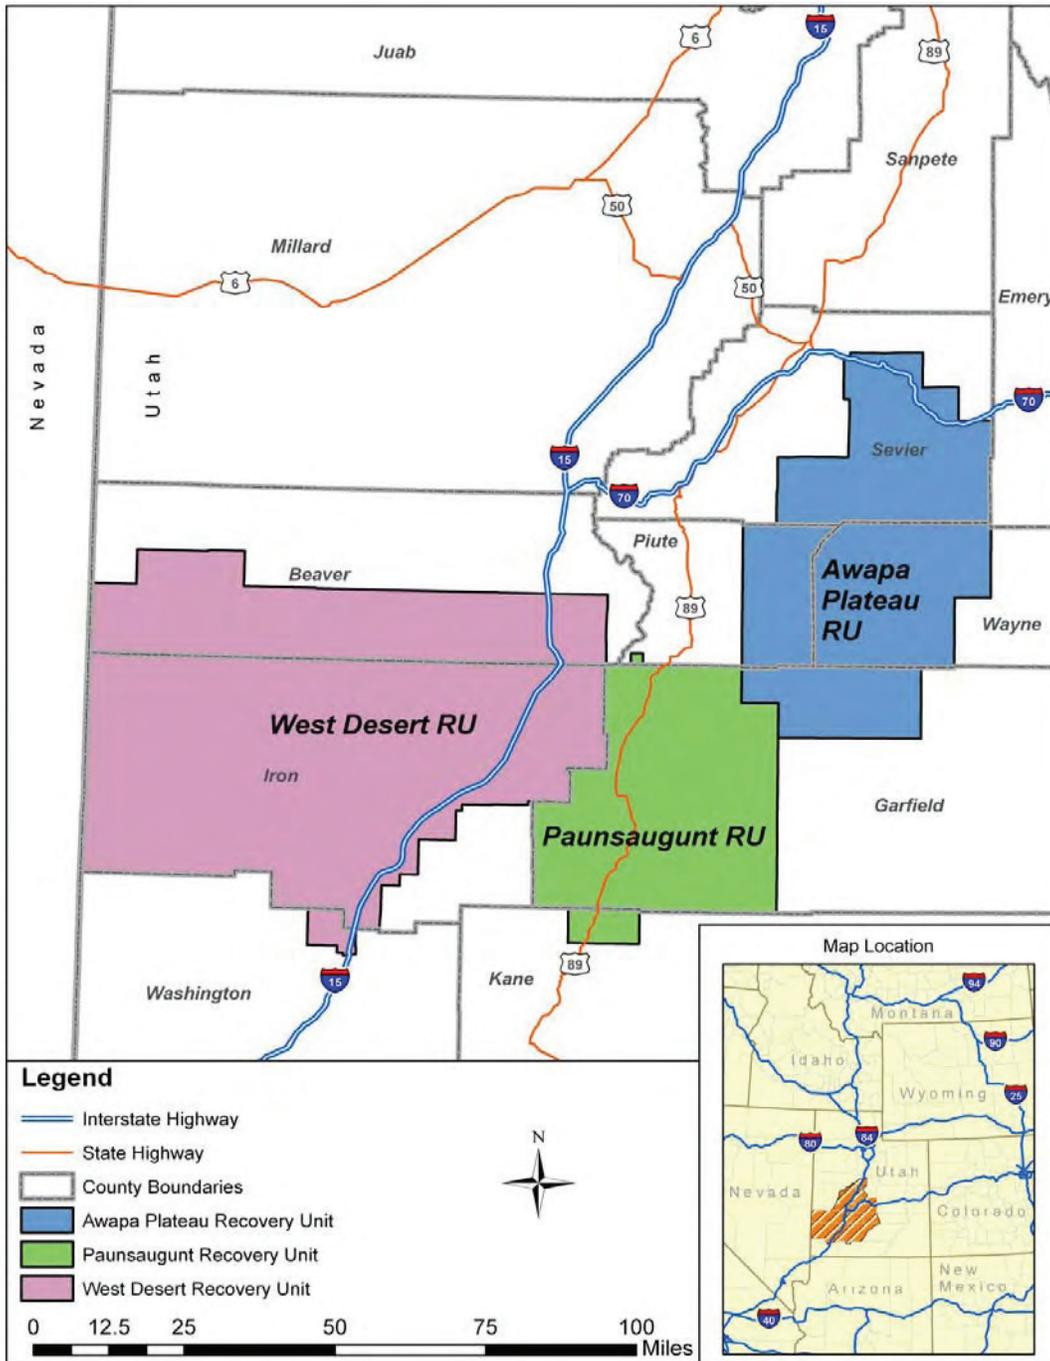 Juab
6
15
89
Sanpete
50
Millard
6
50
Emery
Nevada
Utah
70
15
Sevier
70
Piute
Beaver
Awapa
Plateau
RU
89
Wayne
West Desert RU
Iron
Garfield
Paunsaugunt RU
89
Kane
15
Washington
Map Location
94
Montana
90
Idaho
Wyoming
25
84
80
Utah
Nevada
Colorado
New
Mexico
Arizona
40
Legend
Interstate Highway
State Highway
County Boundaries
Awapa Plateau Recovery Unit
Paunsaugunt Recovery Unit
West Desert Recovery Unit
N
0 12.5 25 50 75 100
Miles